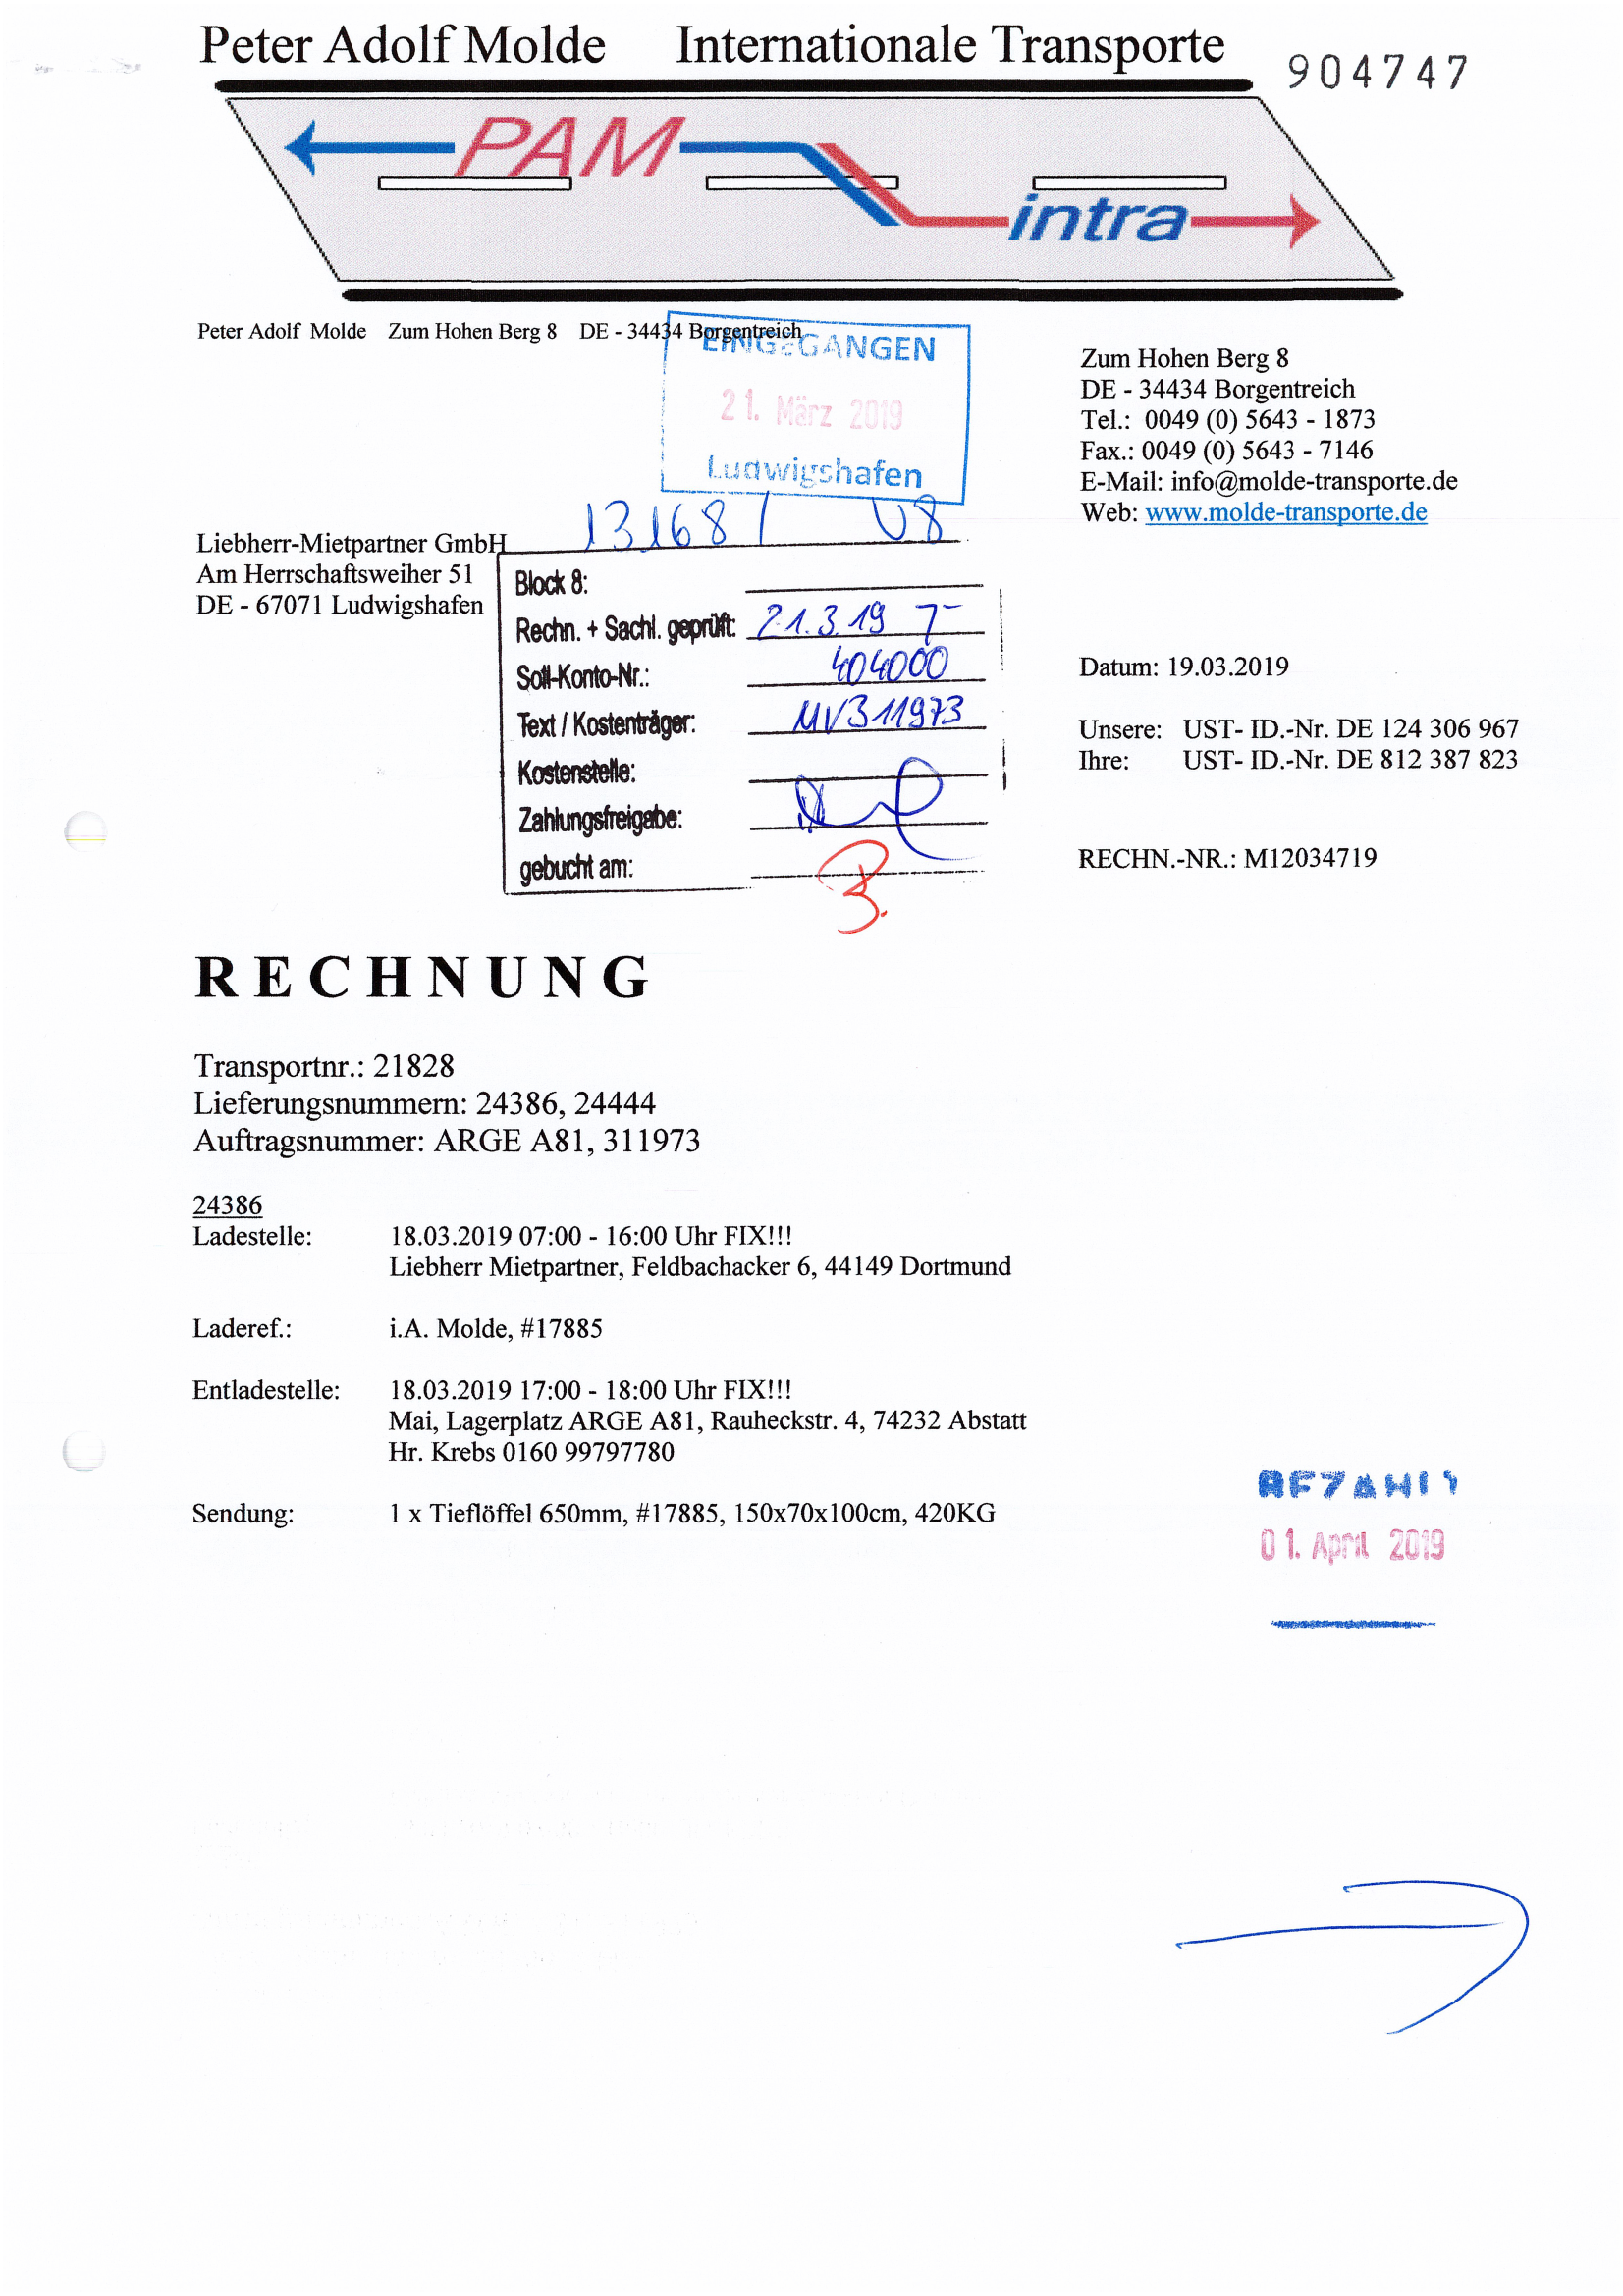 Peter Adolf Molde Internationale Transporte
904747
PAM
intra
Peter Adolf Molde Zum Hohen Berg 8 DE - 34434 Borgentreich
EINGEGANGEN
21. März 2019
Ludwigshafen
Zum Hohen Berg 8
DE - 34434 Borgentreich
Tel.: 0049 (0) 5643 - 1873
Fax.: 0049 (0) 5643 - 7146
E-Mail: info@molde-transporte.de
Web: www.molde-transporte.de
13168 /
Liebherr-Mietpartner GmbH
Am Herrschaftsweiher 51
DE - 67071 Ludwigshafen
Block 8:
Rechn. + Sachl. geprüft: 21.3.19
Soll-Konto-Nr.: 404000
Text / Kostenträger: MV311973
Kostenstelle:
Zahlungsfreigabe:
gebucht am:
Datum: 19.03.2019
Unsere: UST- ID.-Nr. DE 124 306 967
Ihre: UST- ID.-Nr. DE 812 387 823
RECHN.-NR.: M12034719
RECHNUNG
Transportnr.: 21828
Lieferungsnummern: 24386, 24444
Auftragsnummer: ARGE A81, 311973
24386
Ladestelle: 18.03.2019 07:00 - 16:00 Uhr FIX!!!
Liebherr Mietpartner, Feldbachacker 6, 44149 Dortmund
Laderef.: i.A. Molde, #17885
Entladestelle: 18.03.2019 17:00 - 18:00 Uhr FIX!!!
Mai, Lagerplatz ARGE A81, Rauheckstr. 4, 74232 Abstatt
Hr. Krebs 0160 99797780
Sendung: 1 x Tieflöffel 650mm, #17885, 150x70x100cm, 420KG
01. April 2019